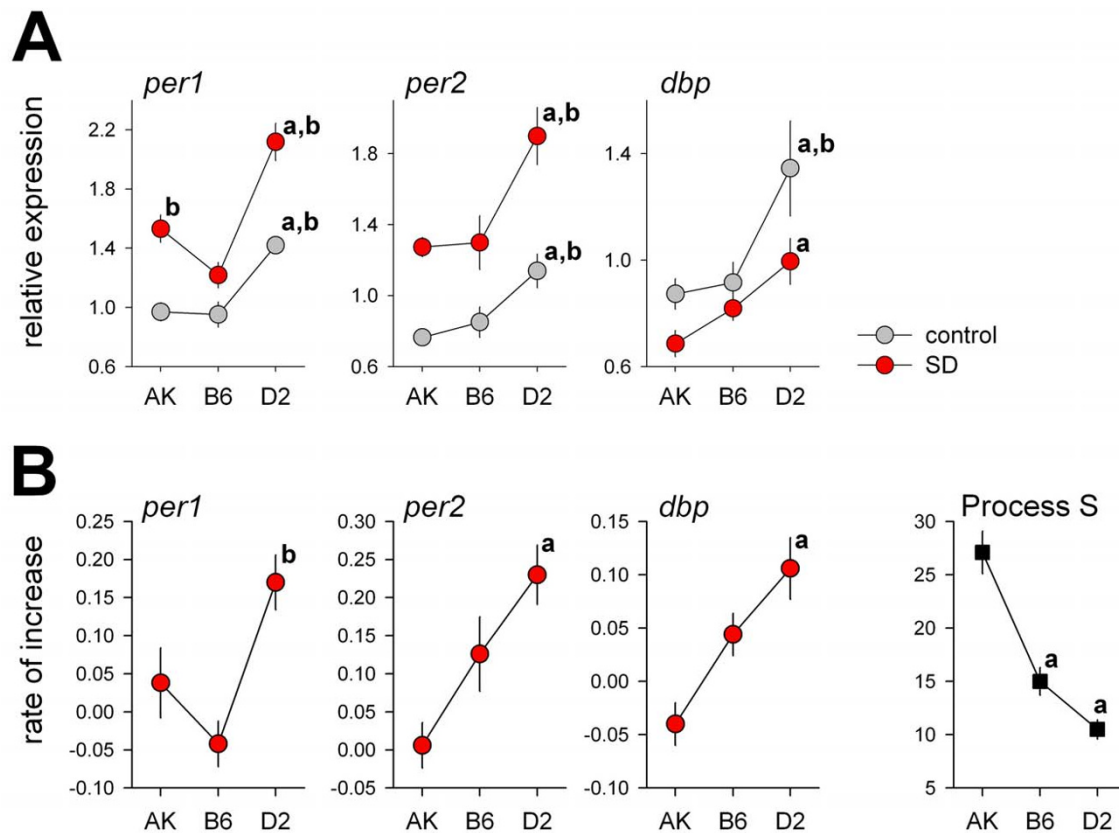 A
per1 per2 dbp
relative expression
2.2
1.8
1.4
1.0
0.6
1.8
1.4
1.0
0.6
1.4
1.0
0.6
b
a,b
a,b
a,b
a,b
a,b
a
AK B6 D2 AK B6 D2 AK B6 D2
control
SD
B
per1 per2 dbp Process S
rate of increase
0.25
0.20
0.15
0.10
0.05
0.00
-0.05
-0.10
b
0.30
0.25
0.20
0.15
0.10
0.05
0.00
-0.05
a
0.15
0.10
0.05
0.00
-0.05
-0.10
a
30
25
20
15
10
5
a
a
AK B6 D2 AK B6 D2 AK B6 D2 AK B6 D2